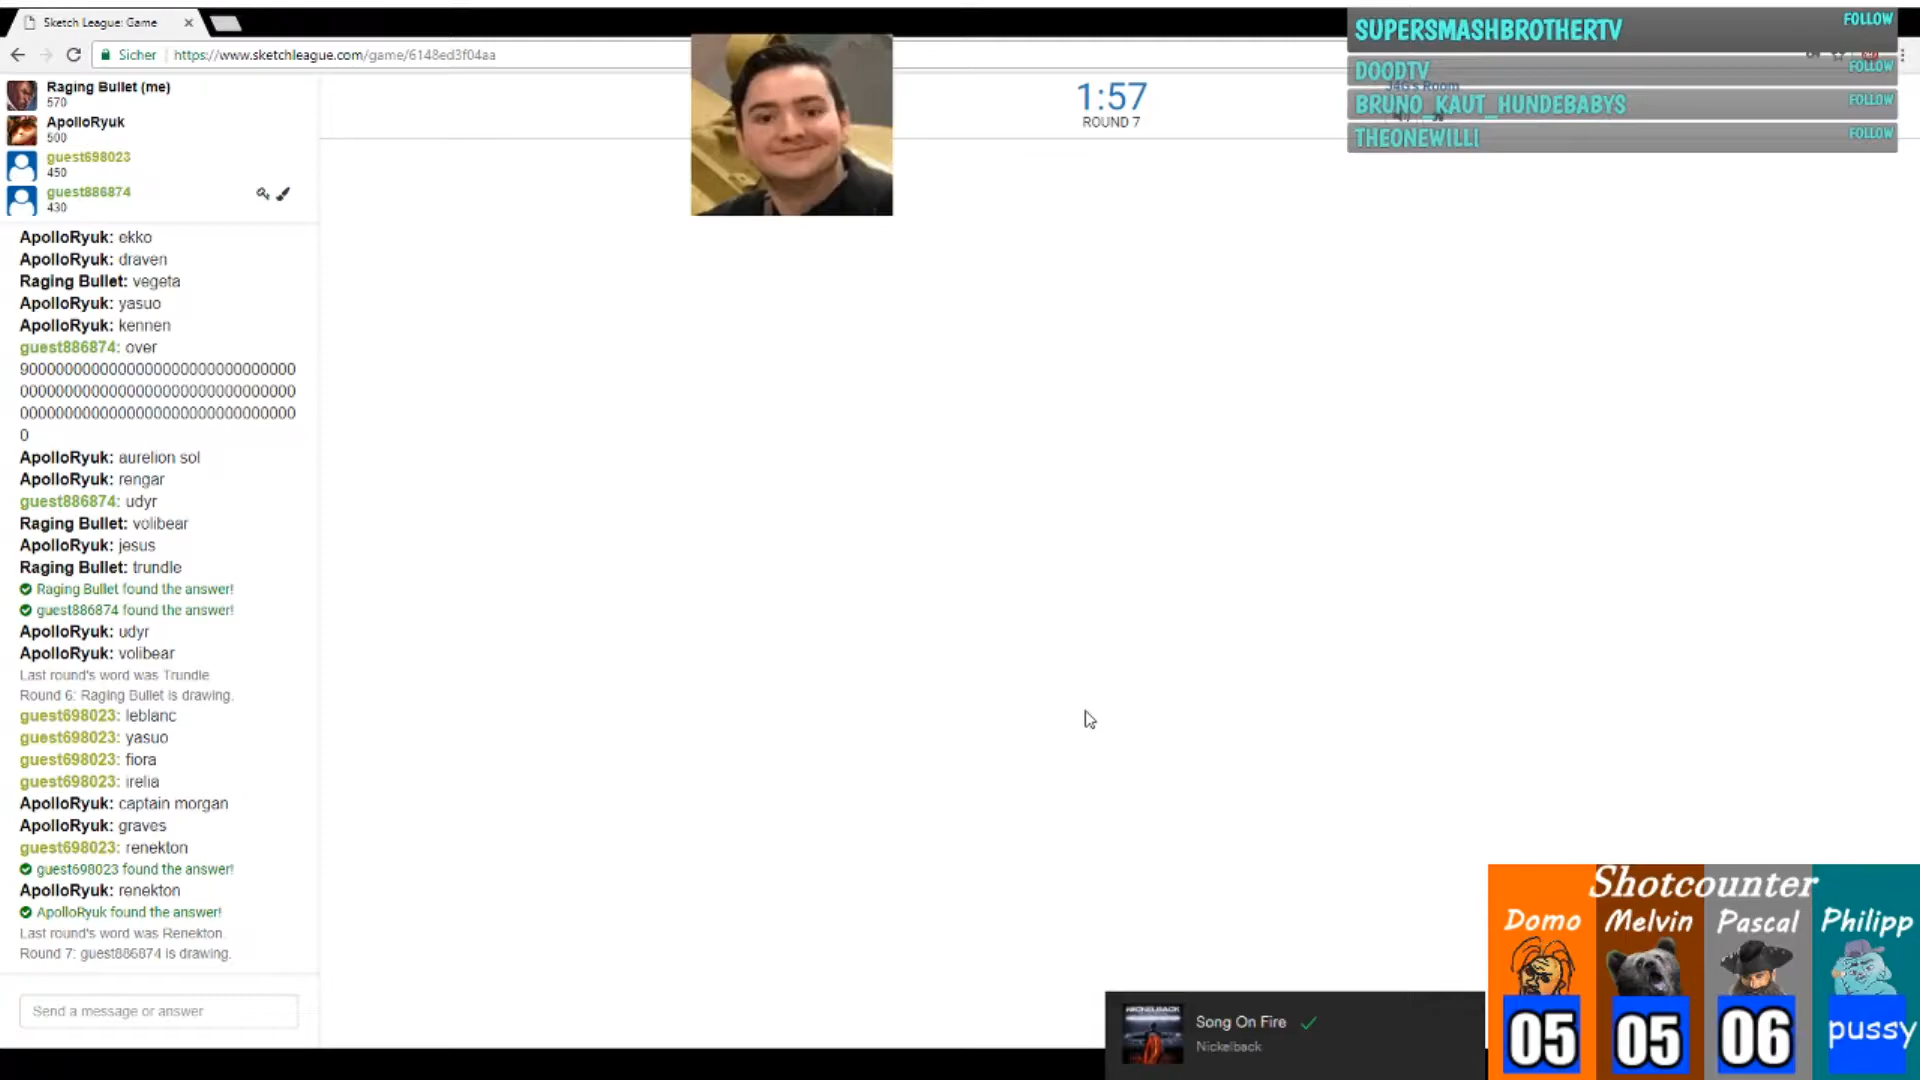 Sketch League: Game
Sicher
https://www.sketchleague.com/game/6148ed3f04aa
Raging Bullet (me)
570
ApolloRyuk
500
guest698023
450
guest886874
430
1:57
ROUND 7
SUPERSMASHBROTHERTV
FOLLOW
DOODTV
FOLLOW
J4G's Room
BRUNO_KAUT_HUNDEBABYS
FOLLOW
THEONEWILLI
FOLLOW
ApolloRyuk: ekko
ApolloRyuk: draven
Raging Bullet: vegeta
ApolloRyuk: yasuo
ApolloRyuk: kennen
guest886874: over
9000000000000000000000000000000
0000000000000000000000000000000
0000000000000000000000000000000
0
ApolloRyuk: aurelion sol
ApolloRyuk: rengar
guest886874: udyr
Raging Bullet: volibear
ApolloRyuk: jesus
Raging Bullet: trundle
Raging Bullet found the answer!
guest886874 found the answer!
ApolloRyuk: udyr
ApolloRyuk: volibear
Last round's word was Trundle
Round 6: Raging Bullet is drawing.
guest698023: leblanc
guest698023: yasuo
guest698023: fiora
guest698023: irelia
ApolloRyuk: captain morgan
ApolloRyuk: graves
guest698023: renekton
guest698023 found the answer!
ApolloRyuk: renekton
ApolloRyuk found the answer!
Last round's word was Renekton.
Round 7: guest886874 is drawing.
Send a message or answer
NICKELBACK
Song On Fire
Nickelback
Shotcounter
Domo Melvin Pascal Philipp
05 05 06 pussy